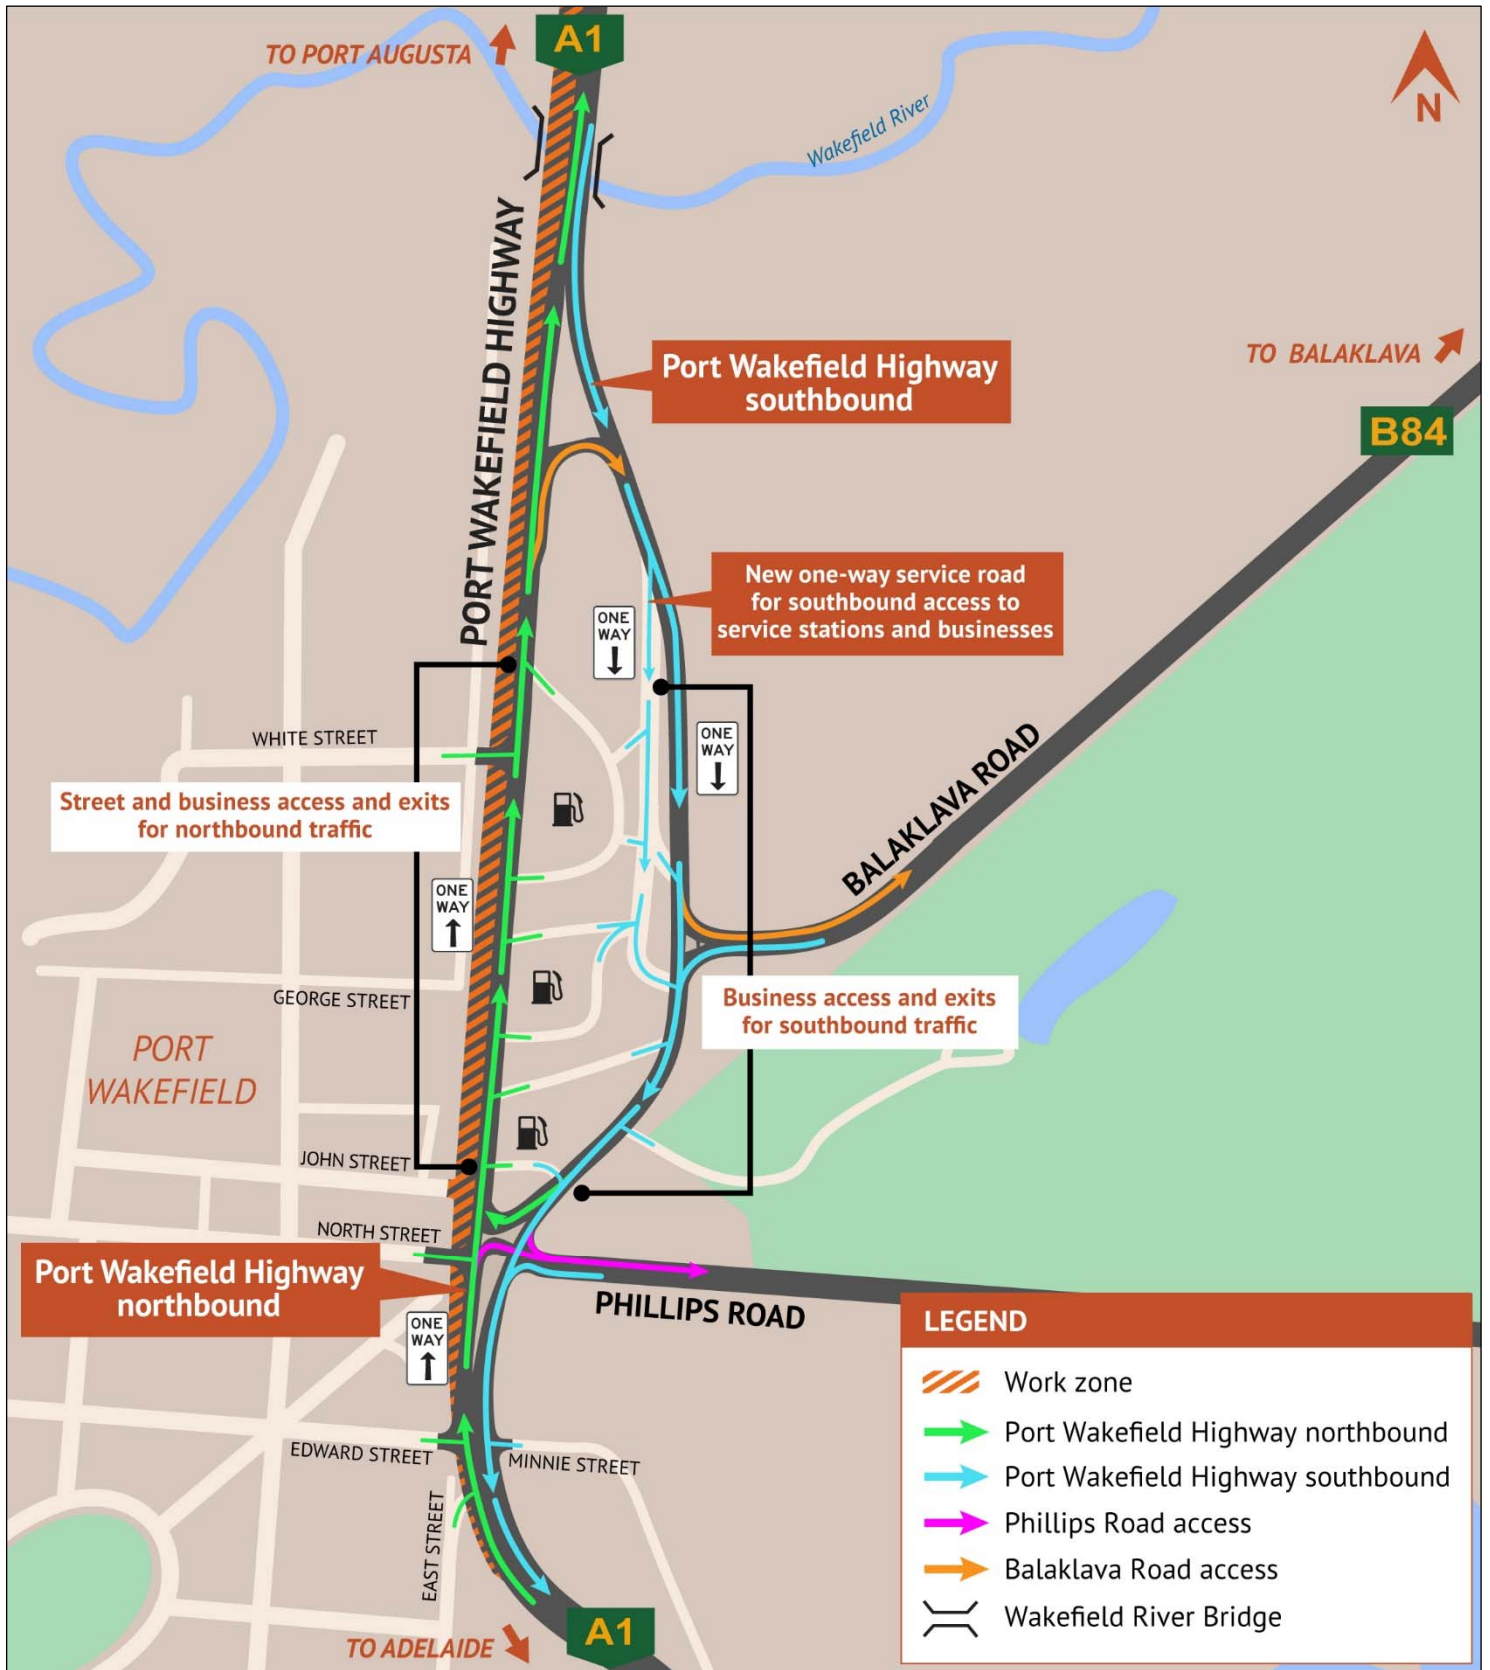 A1
TO PORT AUGUSTA
N
Wakefield River
PORT WAKEFIELD HIGHWAY
Port Wakefield Highway
southbound
TO BALAKLAVA
B84
New one-way service road
for southbound access to
service stations and businesses
ONE
WAY
ONE
WAY
WHITE STREET
BALAKLAVA ROAD
Street and business access and exits
for northbound traffic
ONE
WAY
GEORGE STREET
Business access and exits
for southbound traffic
PORT
WAKEFIELD
JOHN STREET
NORTH STREET
Port Wakefield Highway
northbound
PHILLIPS ROAD
ONE
WAY
EDWARD STREET
MINNIE STREET
EAST STREET
TO ADELAIDE
A1
LEGEND
Work zone
Port Wakefield Highway northbound
Port Wakefield Highway southbound
Phillips Road access
Balaklava Road access
Wakefield River Bridge